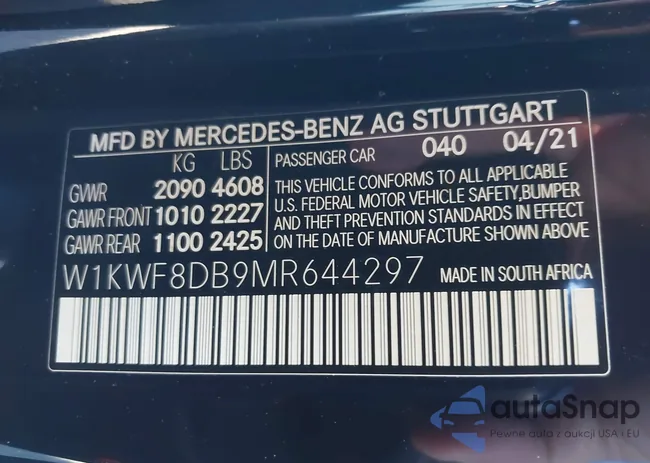 MFD BY MERCEDES-BENZ AG STUTTGART
KG LBS
GVWR 2090 4608
GAWR FRONT 1010 2227
GAWR REAR 1100 2425
PASSENGER CAR 040 04/21
THIS VEHICLE CONFORMS TO ALL APPLICABLE
U.S. FEDERAL MOTOR VEHICLE SAFETY,BUMPER
AND THEFT PREVENTION STANDARDS IN EFFECT
ON THE DATE OF MANUFACTURE SHOWN ABOVE
W1KWF8DB9MR644297 MADE IN SOUTH AFRICA
autaSnap
Pewne auta z aukcji USA i EU